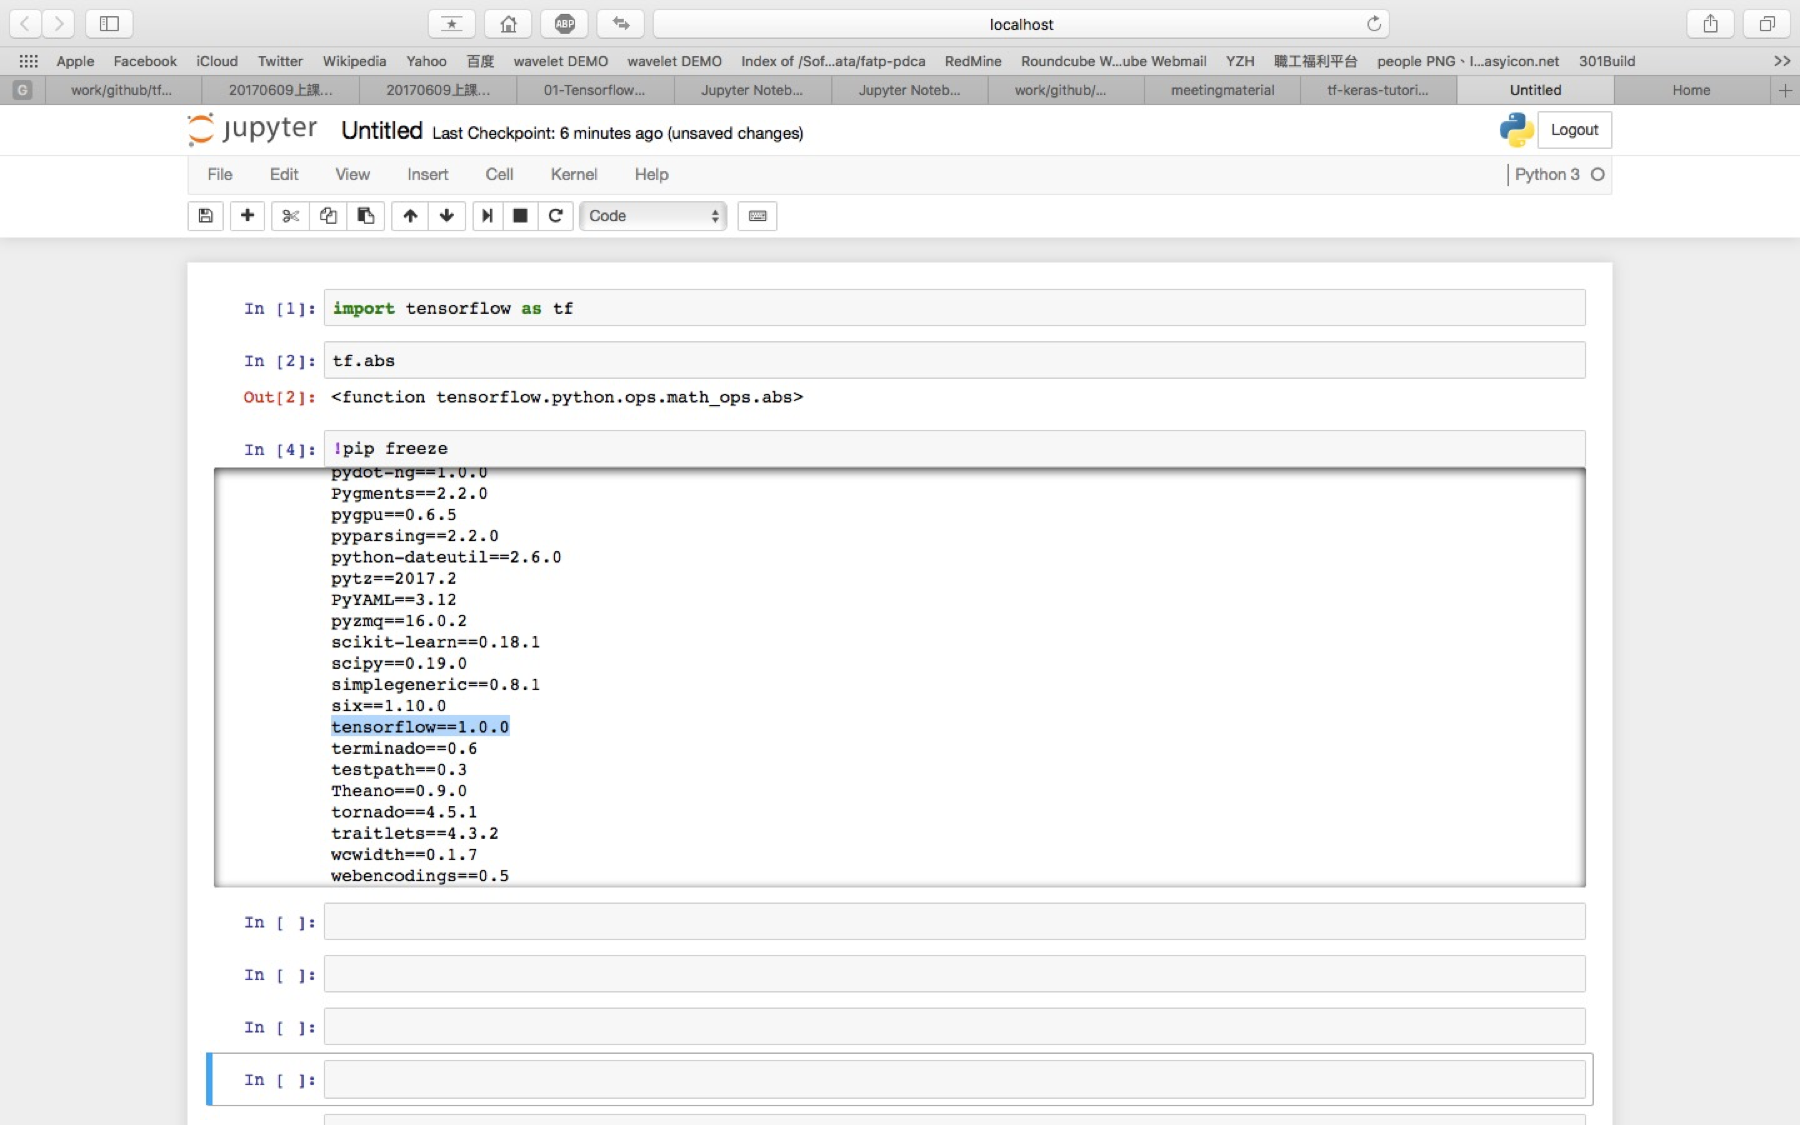 ABP
localhost
Apple Facebook iCloud Twitter Wikipedia Yahoo 百度 wavelet DEMO wavelet DEMO Index of /Sof...ata/fatp-pdca RedMine Roundcube W...ube Webmail YZH 職工福利平台 people PNG、I...asyicon.net 301Build >>
G work/github/tf... 20170609上課... 20170609上課... 01-Tensorflow... Jupyter Noteb... Jupyter Noteb... work/github/... meetingmaterial tf-keras-tutori... Untitled Home +
jupyter Untitled Last Checkpoint: 6 minutes ago (unsaved changes) Logout
File Edit View Insert Cell Kernel Help Python 3
Code
In [1]: import tensorflow as tf
In [2]: tf.abs
Out[2]: <function tensorflow.python.ops.math_ops.abs>
In [4]: !pip freeze
pydot-ng==1.0.0
Pygments==2.2.0
pygpu==0.6.5
pyparsing==2.2.0
python-dateutil==2.6.0
pytz==2017.2
PyYAML==3.12
pyzmq==16.0.2
scikit-learn==0.18.1
scipy==0.19.0
simplegeneric==0.8.1
six==1.10.0
tensorflow==1.0.0
terminado==0.6
testpath==0.3
Theano==0.9.0
tornado==4.5.1
traitlets==4.3.2
wcwidth==0.1.7
webencodings==0.5
In [ ]:
In [ ]:
In [ ]:
In [ ]: